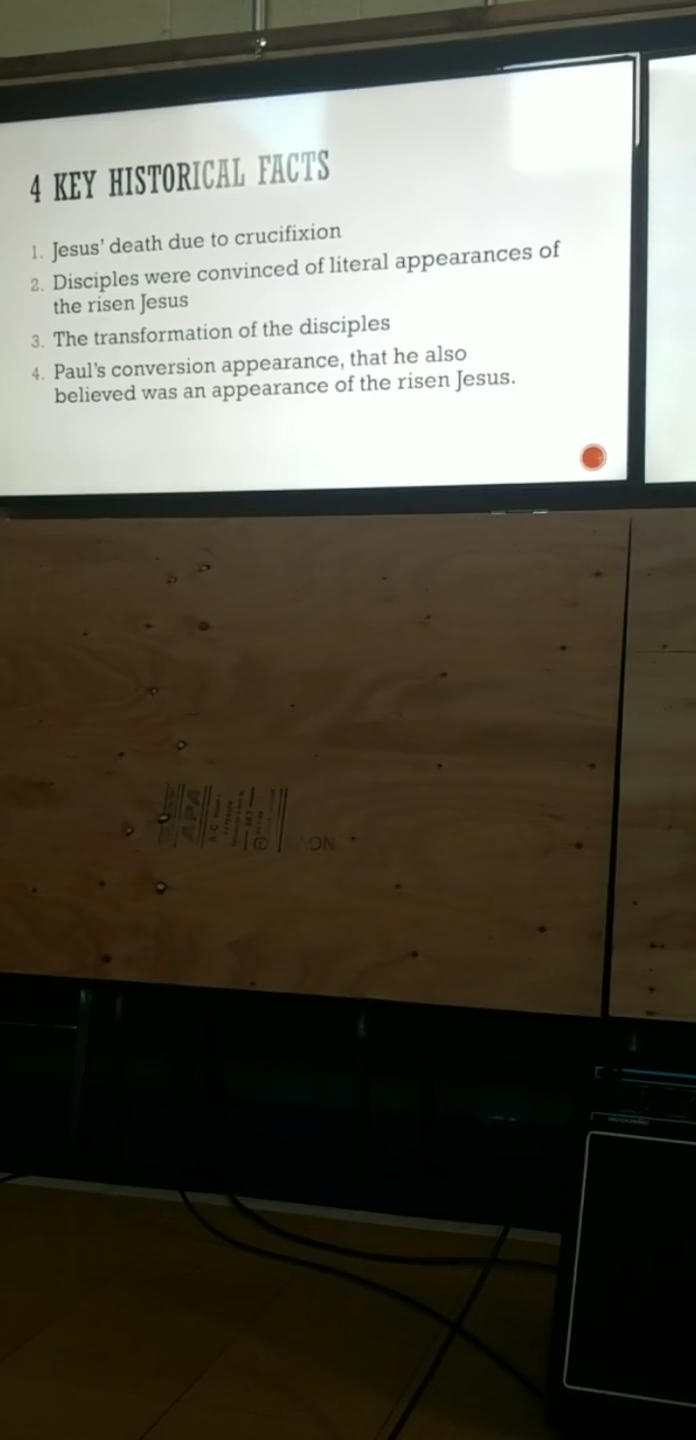 4 KEY HISTORICAL FACTS
1. Jesus' death due to crucifixion
2. Disciples were convinced of literal appearances of
the risen Jesus
3. The transformation of the disciples
4. Paul's conversion appearance, that he also
believed was an appearance of the risen Jesus.
APA